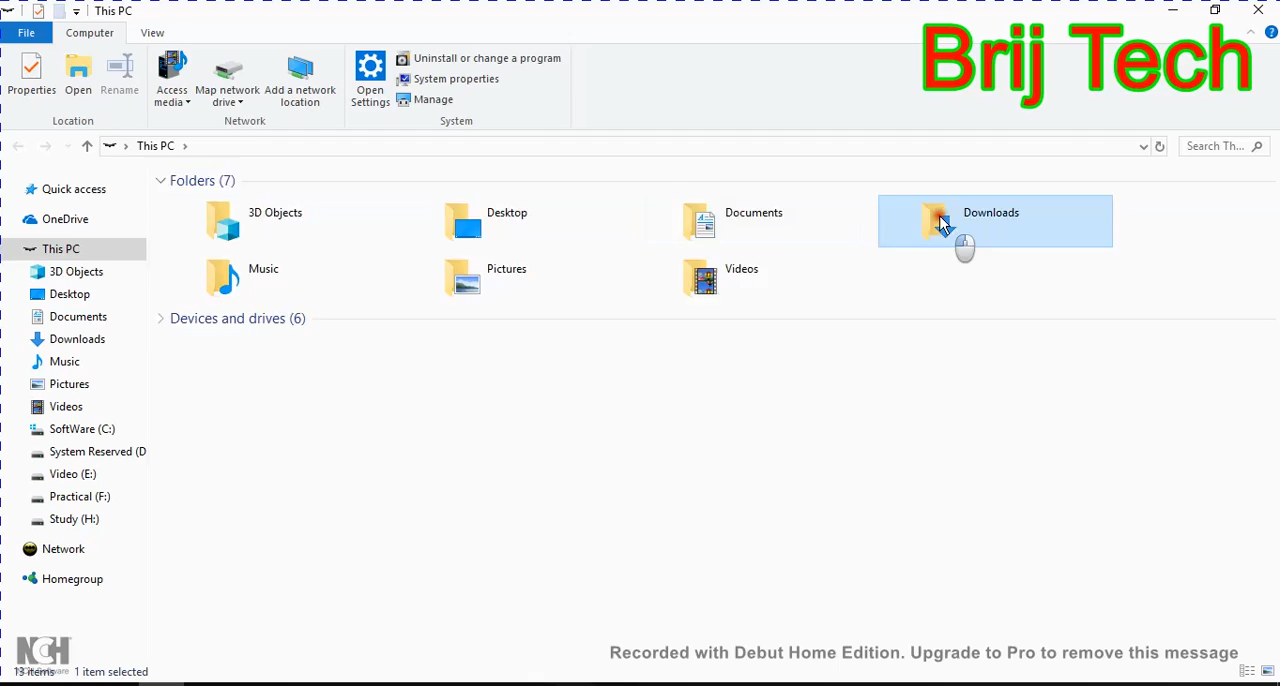 This PC
File Computer View
Brij Tech
Properties Open Rename Access media Map network drive Add a network location Open Settings
Uninstall or change a program
System properties
Manage
Location Network System
This PC
Search Th...
Quick access
OneDrive
This PC
3D Objects
Desktop
Documents
Downloads
Music
Pictures
Videos
SoftWare (C:)
System Reserved (D
Video (E:)
Practical (F:)
Study (H:)
Network
Homegroup
Folders (7)
3D Objects Desktop Documents Downloads
Music Pictures Videos
Devices and drives (6)
NCH
Recorded with Debut Home Edition. Upgrade to Pro to remove this message
13 items 1 item selected